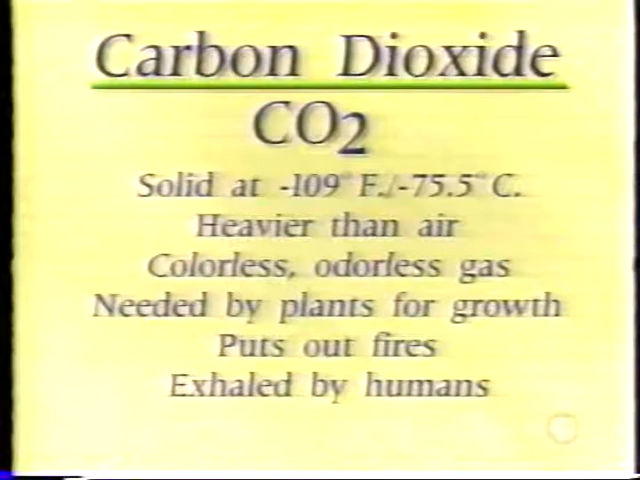 Carbon Dioxide
CO2
Solid at -109° F./-75.5° C.
Heavier than air
Colorless, odorless gas
Needed by plants for growth
Puts out fires
Exhaled by humans